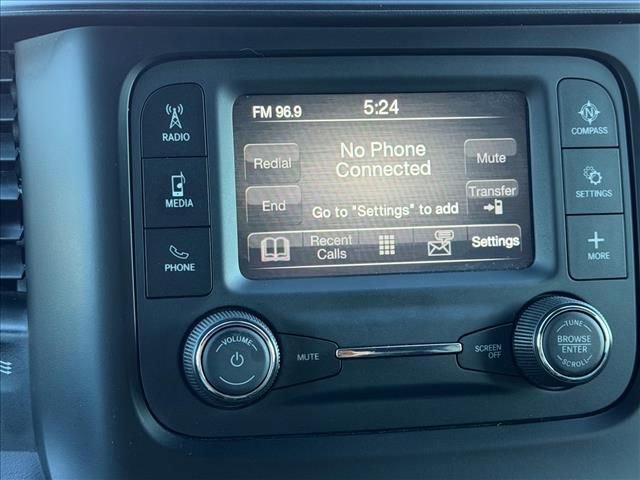 FM 96.9
5:24
RADIO
MEDIA
PHONE
Redial
No Phone
Connected
Mute
End
Go to "Settings" to add
Transfer
Recent
Calls
Settings
N
COMPASS
SETTINGS
MORE
VOLUME
MUTE
SCREEN
OFF
TUNE
BROWSE
ENTER
SCROLL